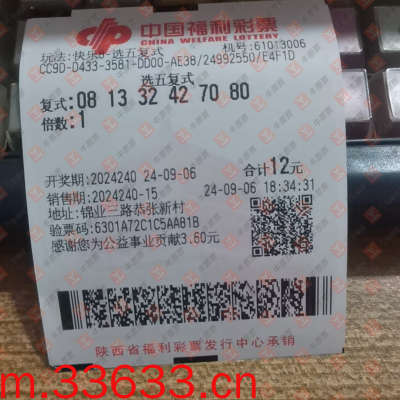 中国福利彩票
CHINA WELFARE LOTTERY
玩法:快乐8-选五复式 机号:61013006
CC9D-D433-3581-DD00-AE38/24992550/E4F1D
选五复式
复式:08 13 32 42 70 80
倍数:1
开奖期:2024240 24-09-06 合计12元
销售期:2024240-15 24-09-06 18:34:31
地址:锦业三路恭张新村
验票码:6301A72C1C5AA81B
感谢您为公益事业贡献3.60元
陕西省福利彩票发行中心承销
m.33633.cn